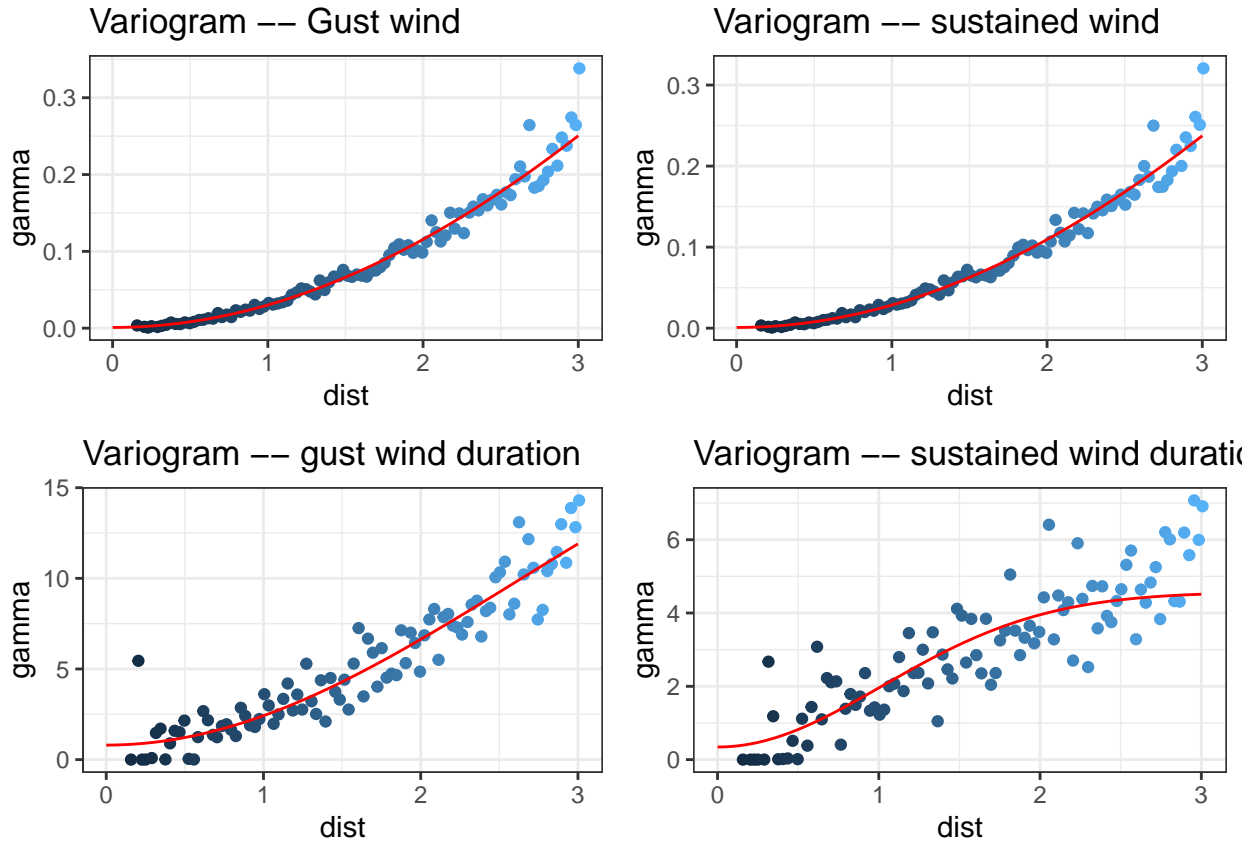 Variogram −− Gust wind
Variogram −− sustained wind
0.3
0.2
0.1
0.0
gamma
0 1 2 3
dist
0.3
0.2
0.1
0.0
gamma
0 1 2 3
dist
Variogram −− gust wind duration
Variogram −− sustained wind duratio
15
10
5
0
gamma
0 1 2 3
dist
6
4
2
0
gamma
0 1 2 3
dist